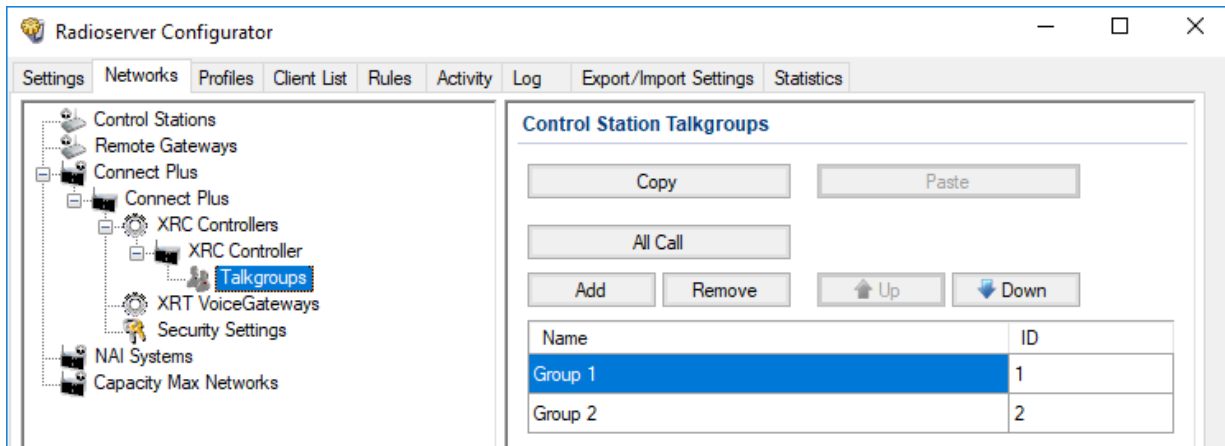 Radioserver Configurator
Settings Networks Profiles Client List Rules Activity Log Export/Import Settings Statistics
Control Stations
Remote Gateways
Connect Plus
Connect Plus
XRC Controllers
XRC Controller
Talkgroups
XRT VoiceGateways
Security Settings
NAI Systems
Capacity Max Networks
Control Station Talkgroups
Copy Paste
All Call
Add Remove Up Down
Name ID
Group 1 1
Group 2 2